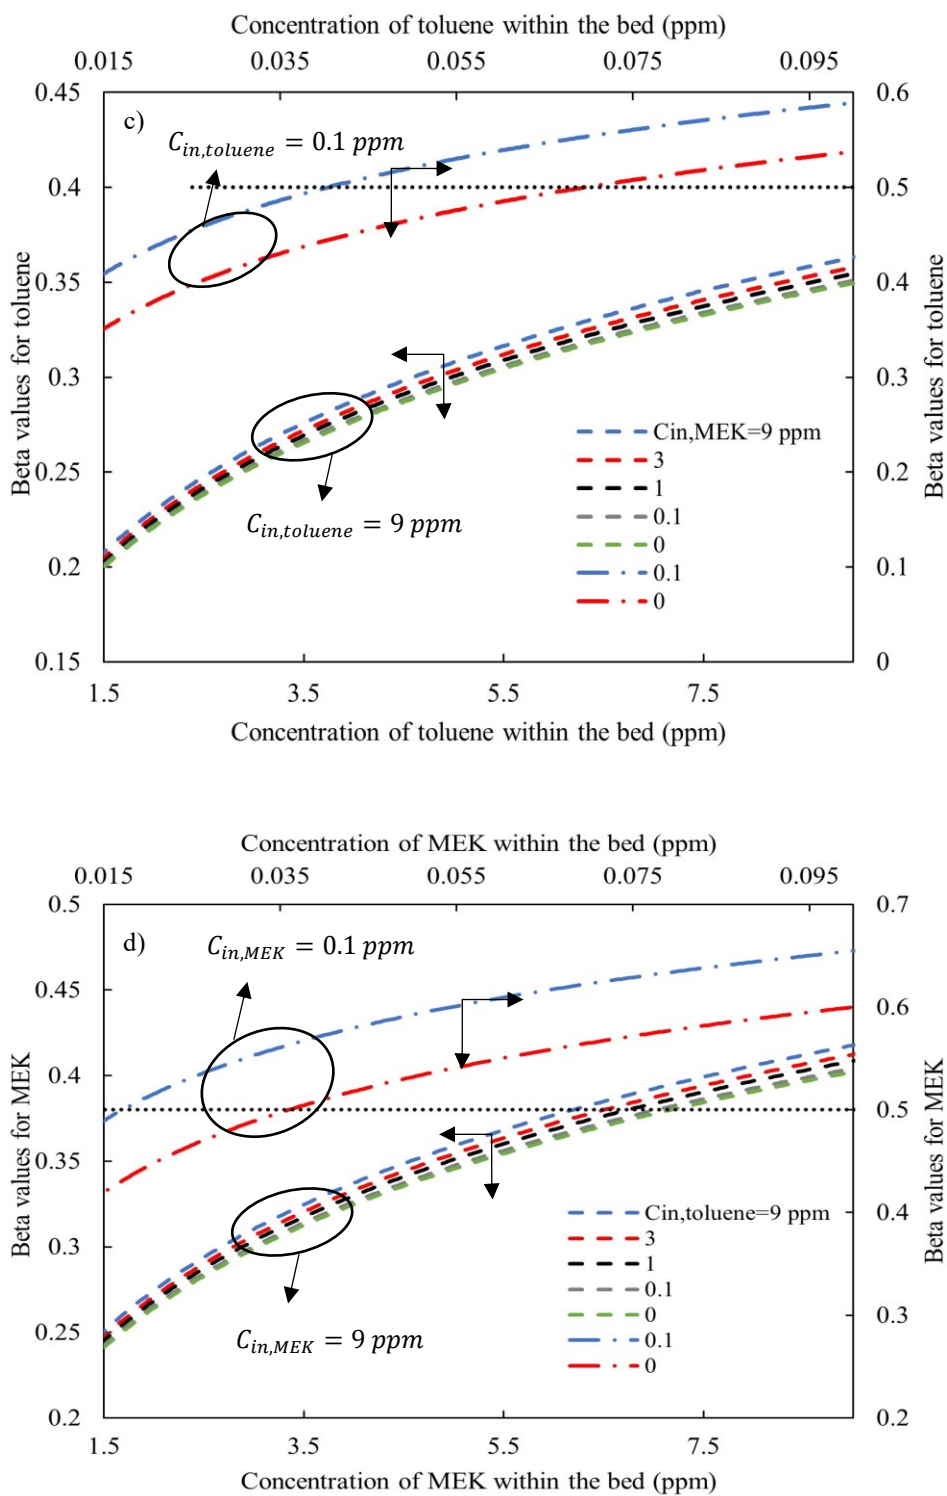 Concentration of toluene within the bed (ppm)
0.015 0.035 0.055 0.075 0.095
0.45 0.6
c)
C_{in,toluene} = 0.1 ppm
0.4 0.5
0.35 0.4
Beta values for toluene
Beta values for toluene
0.3 0.3
Cin,MEK=9 ppm
3
0.25 0.2
1
0.1
C_{in,toluene} = 9 ppm
0
0.2 0.1
0.1
0
0.15 0
1.5 3.5 5.5 7.5
Concentration of toluene within the bed (ppm)
Concentration of MEK within the bed (ppm)
0.015 0.035 0.055 0.075 0.095
0.5 0.7
d)
C_{in,MEK} = 0.1 ppm
0.45 0.6
0.4 0.5
Beta values for MEK
Beta values for MEK
0.35
0.4
Cin,toluene=9 ppm
3
0.3
1
0.1
0.3
0
0.25
C_{in,MEK} = 9 ppm
0.1
0
0.2 0.2
1.5 3.5 5.5 7.5
Concentration of MEK within the bed (ppm)